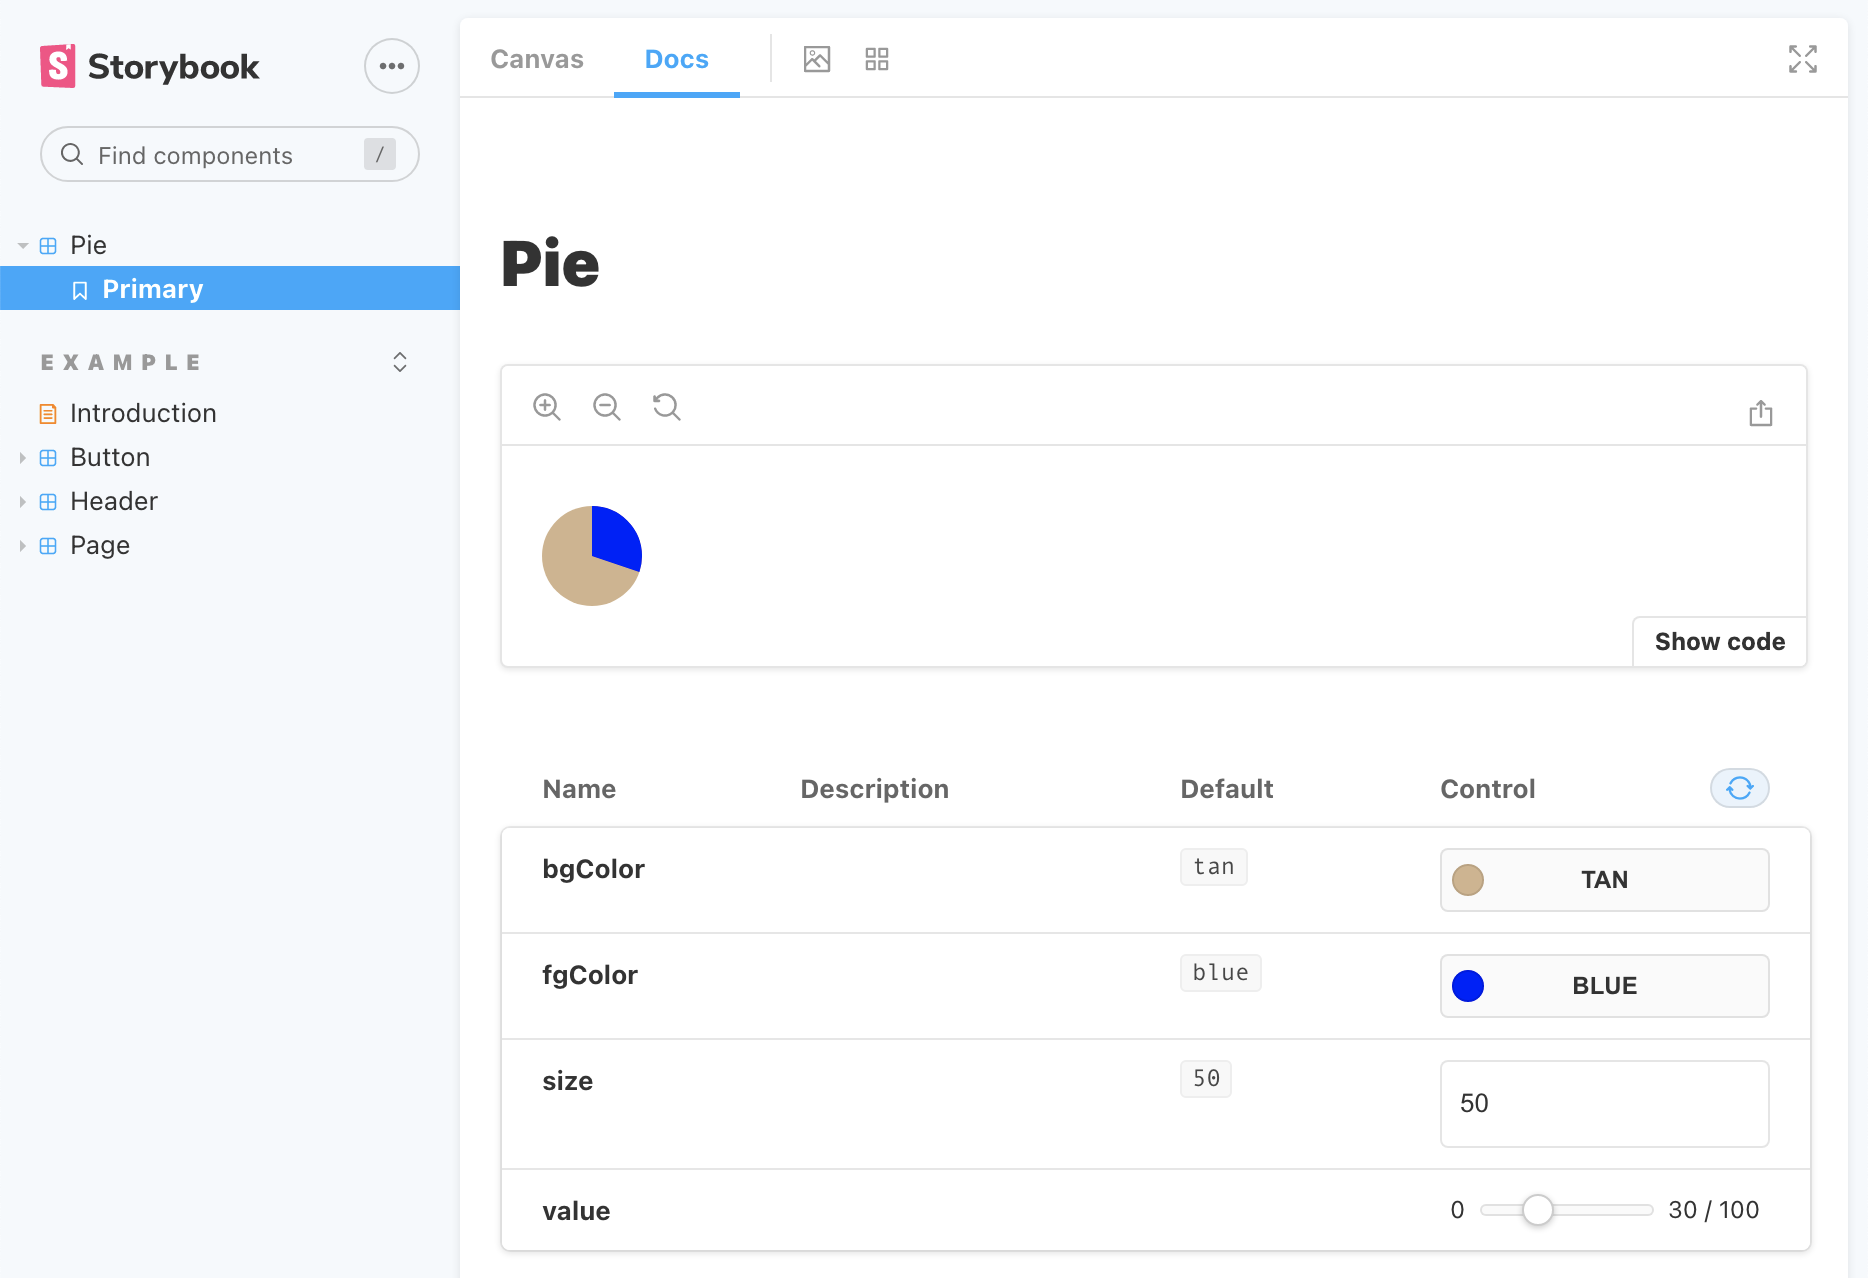 Storybook
Find components /
Pie
Primary
EXAMPLE
Introduction
Button
Header
Page
Canvas Docs
Pie
Show code
Name Description Default Control
bgColor tan TAN
fgColor blue BLUE
size 50 50
value 0 30 / 100